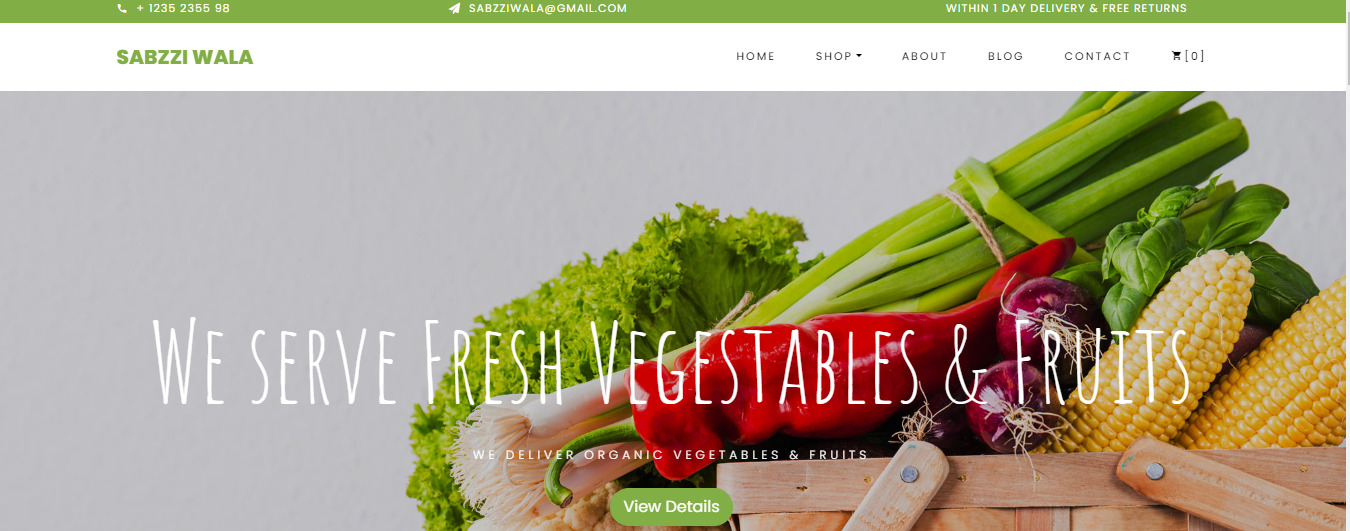 + 1235 2355 98
SABZZIWALA@GMAIL.COM
WITHIN 1 DAY DELIVERY & FREE RETURNS
SABZZI WALA
HOME SHOP ABOUT BLOG CONTACT [0]
WE SERVE FRESH VEGESTABLES & FRUITS
WE DELIVER ORGANIC VEGETABLES & FRUITS
View Details